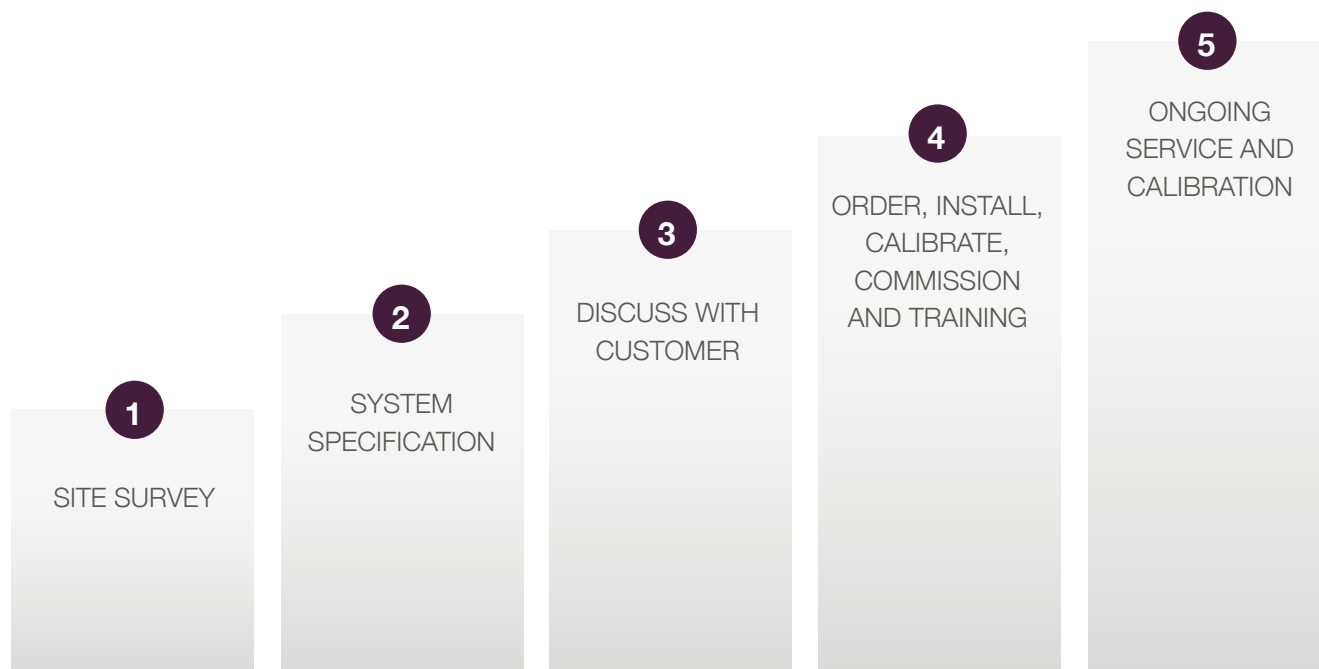 1
SITE SURVEY
2
SYSTEM
SPECIFICATION
3
DISCUSS WITH
CUSTOMER
4
ORDER, INSTALL,
CALIBRATE,
COMMISSION
AND TRAINING
5
ONGOING
SERVICE AND
CALIBRATION